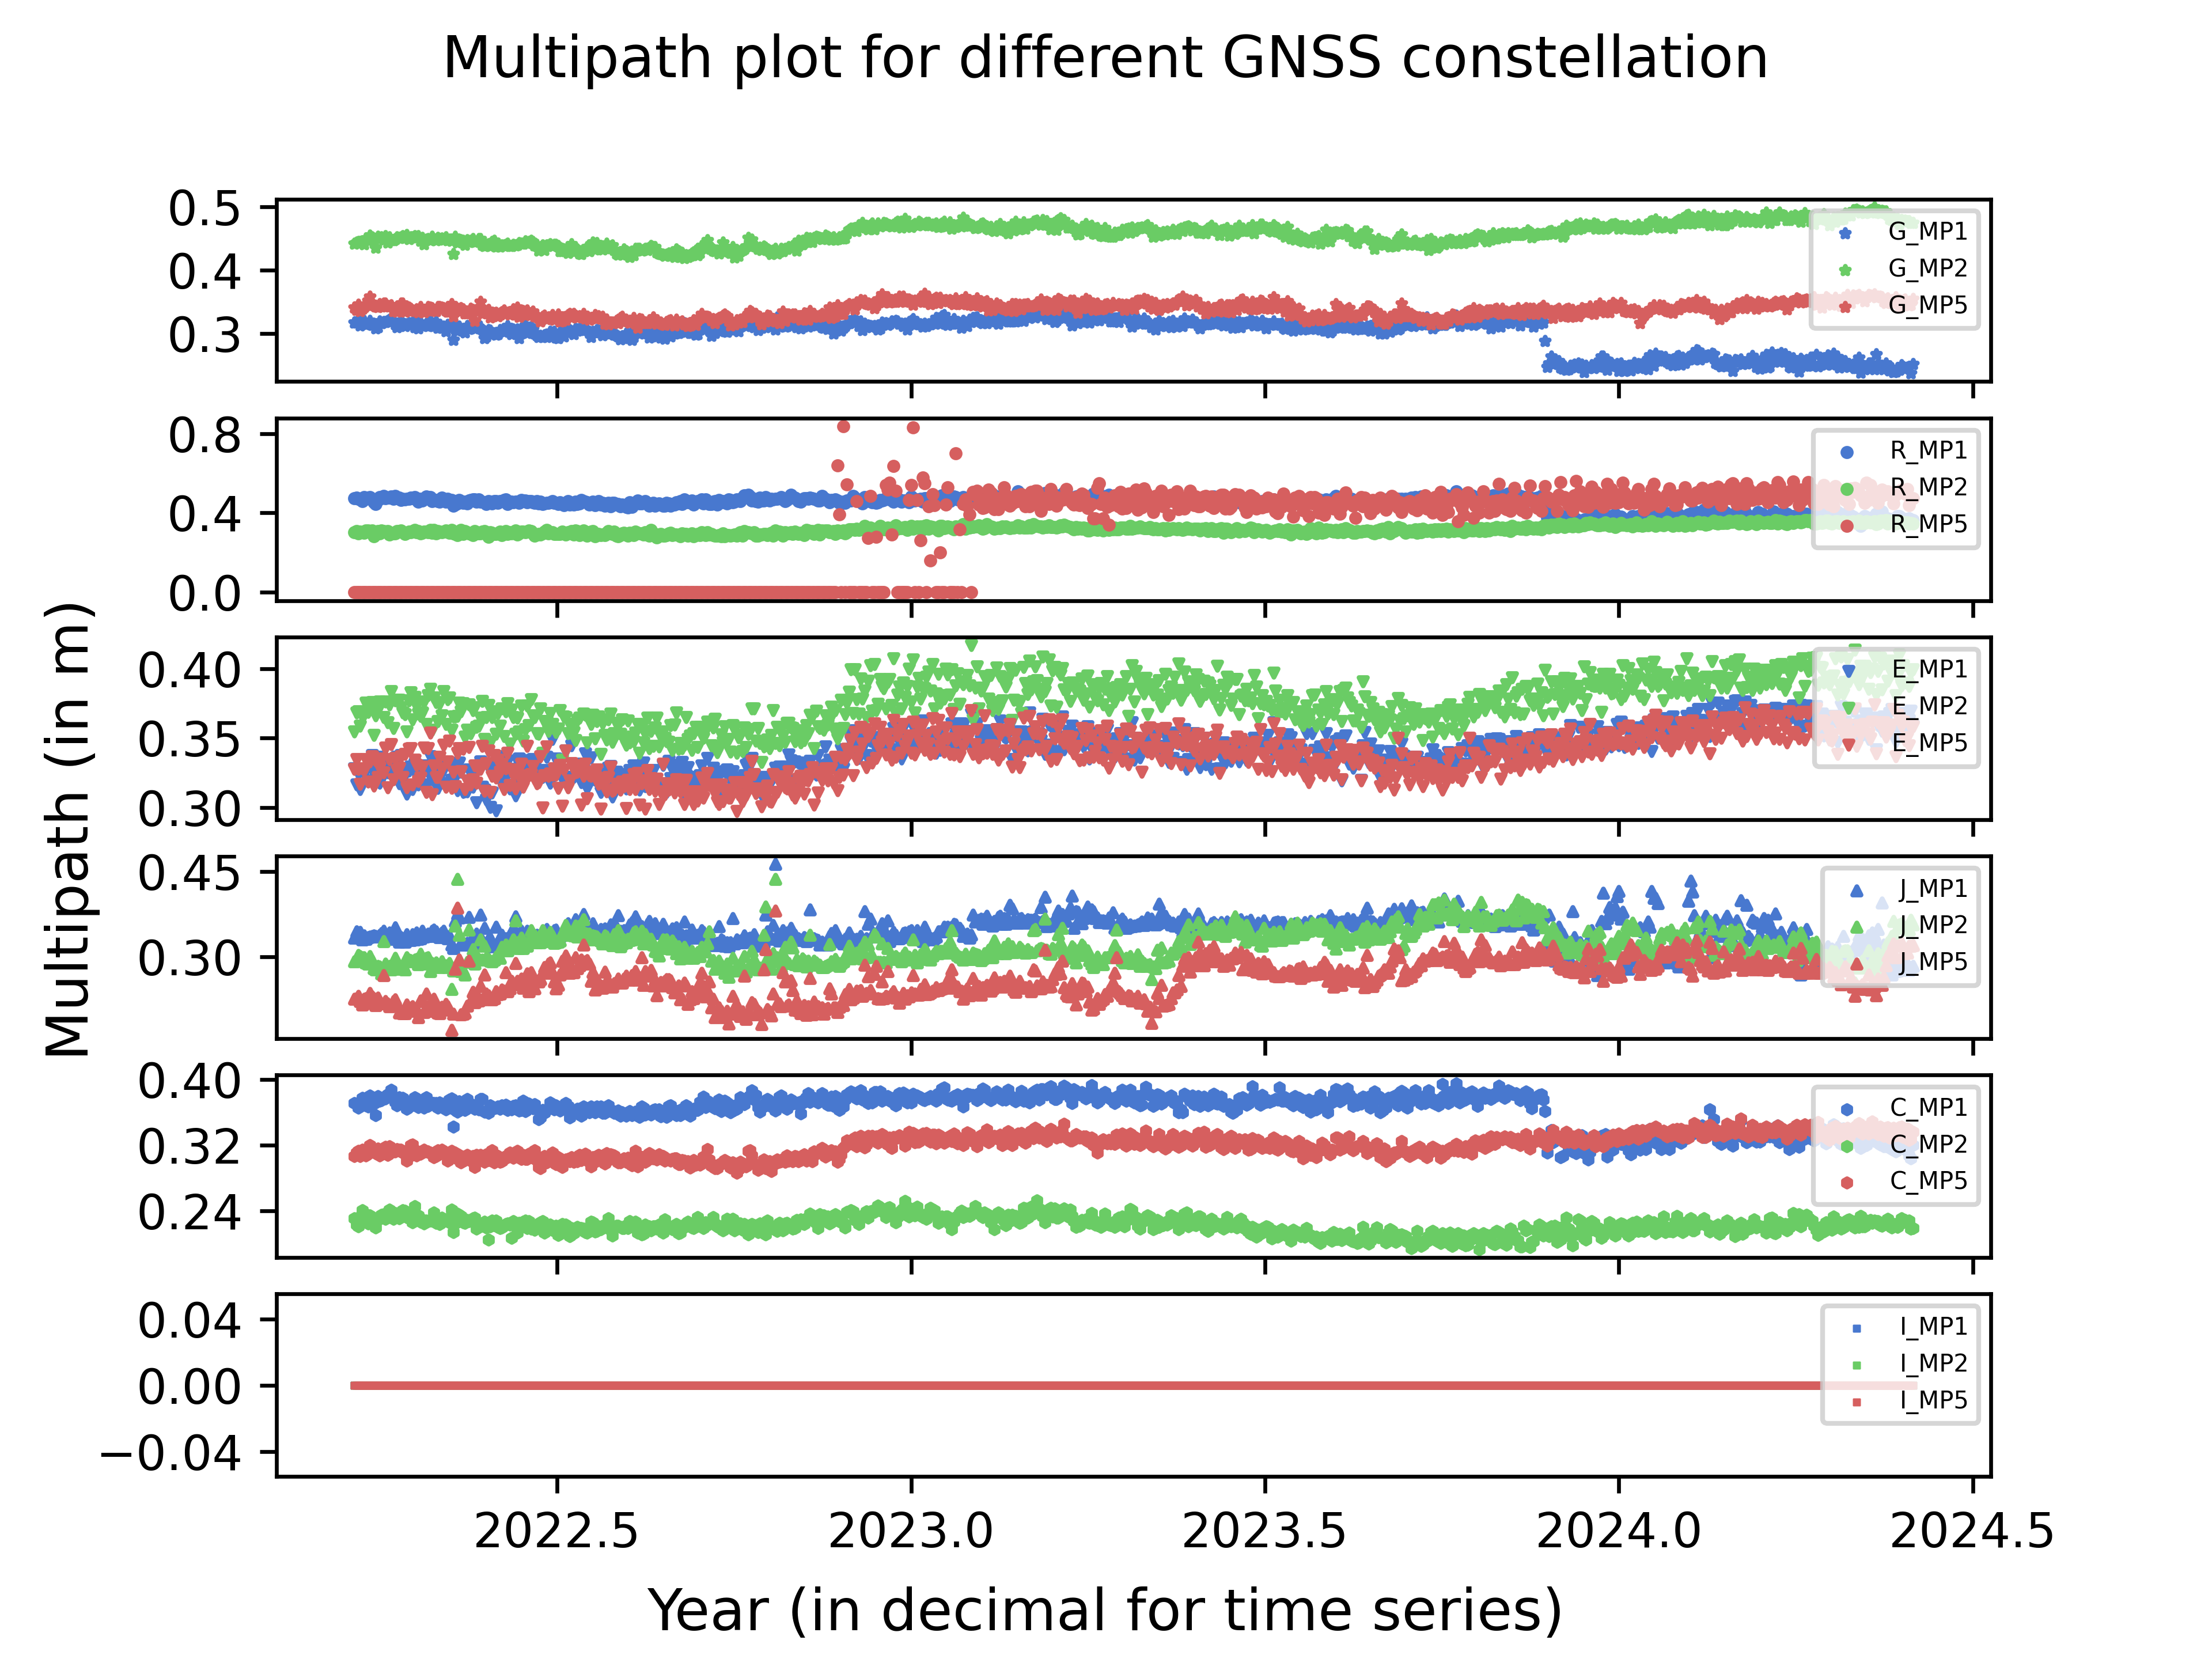 Multipath plot for different GNSS constellation
Multipath (in m)
0.5
0.4
0.3
G_MP1
G_MP2
G_MP5
0.8
0.4
0.0
R_MP1
R_MP2
R_MP5
0.40
0.35
0.30
E_MP1
E_MP2
E_MP5
0.45
0.30
J_MP1
J_MP2
J_MP5
0.40
0.32
0.24
C_MP1
C_MP2
C_MP5
0.04
0.00
−0.04
I_MP1
I_MP2
I_MP5
2022.5 2023.0 2023.5 2024.0 2024.5
Year (in decimal for time series)